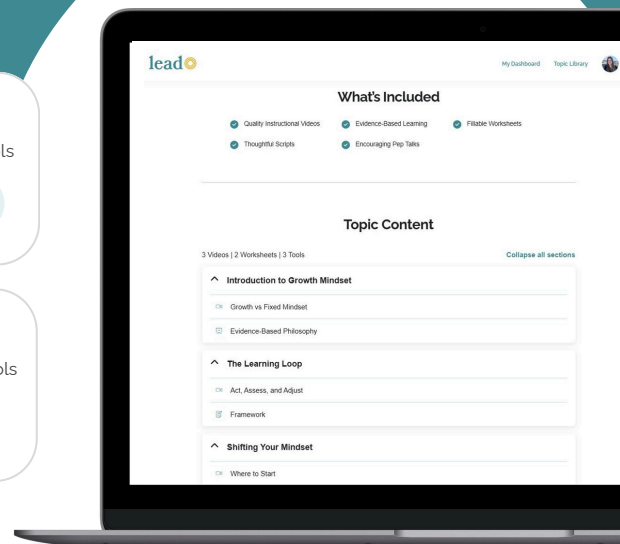 lead
My Dashboard Topic Library
What's Included
Quality Instructional Videos Evidence-Based Learning Fillable Worksheets
Thoughtful Scripts Encouraging Pep Talks
Topic Content
3 Videos | 2 Worksheets | 3 Tools Collapse all sections
Introduction to Growth Mindset
Growth vs Fixed Mindset
Evidence-Based Philosophy
The Learning Loop
Act, Assess, and Adjust
Framework
Shifting Your Mindset
Where to Start